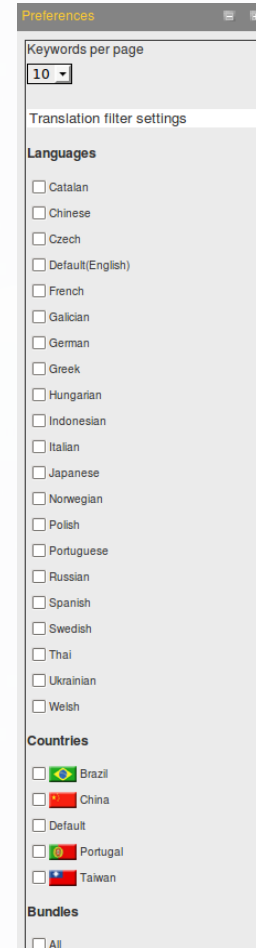 Preferences
Keywords per page
10
Translation filter settings
Languages
Catalan
Chinese
Czech
Default(English)
French
Galician
German
Greek
Hungarian
Indonesian
Italian
Japanese
Norwegian
Polish
Portuguese
Russian
Spanish
Swedish
Thai
Ukrainian
Welsh
Countries
Brazil
China
Default
Portugal
Taiwan
Bundles
All